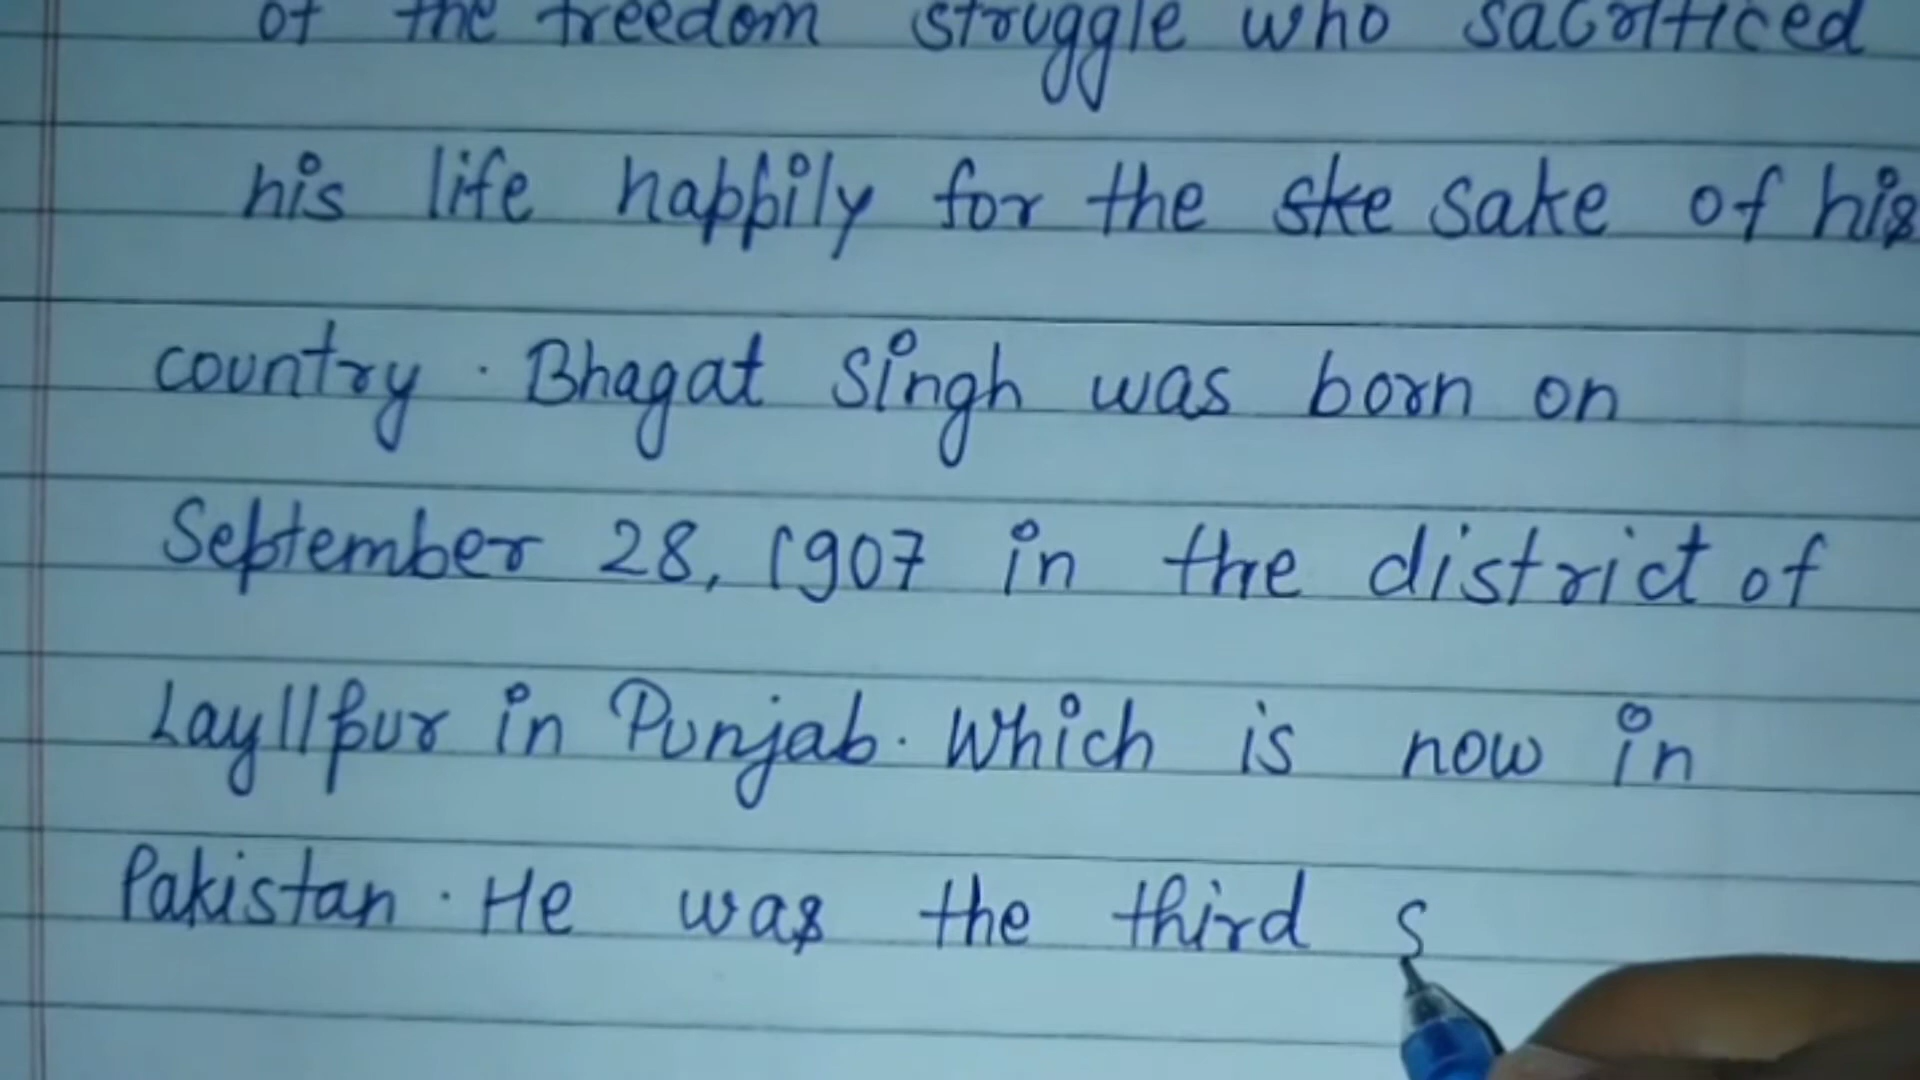 of the freedom struggle who sacrificed
his life happily for the ske sake of his
country. Bhagat Singh was born on
September 28, 1907 in the district of
Layllpur in Punjab. Which is now in
Pakistan. He was the third s